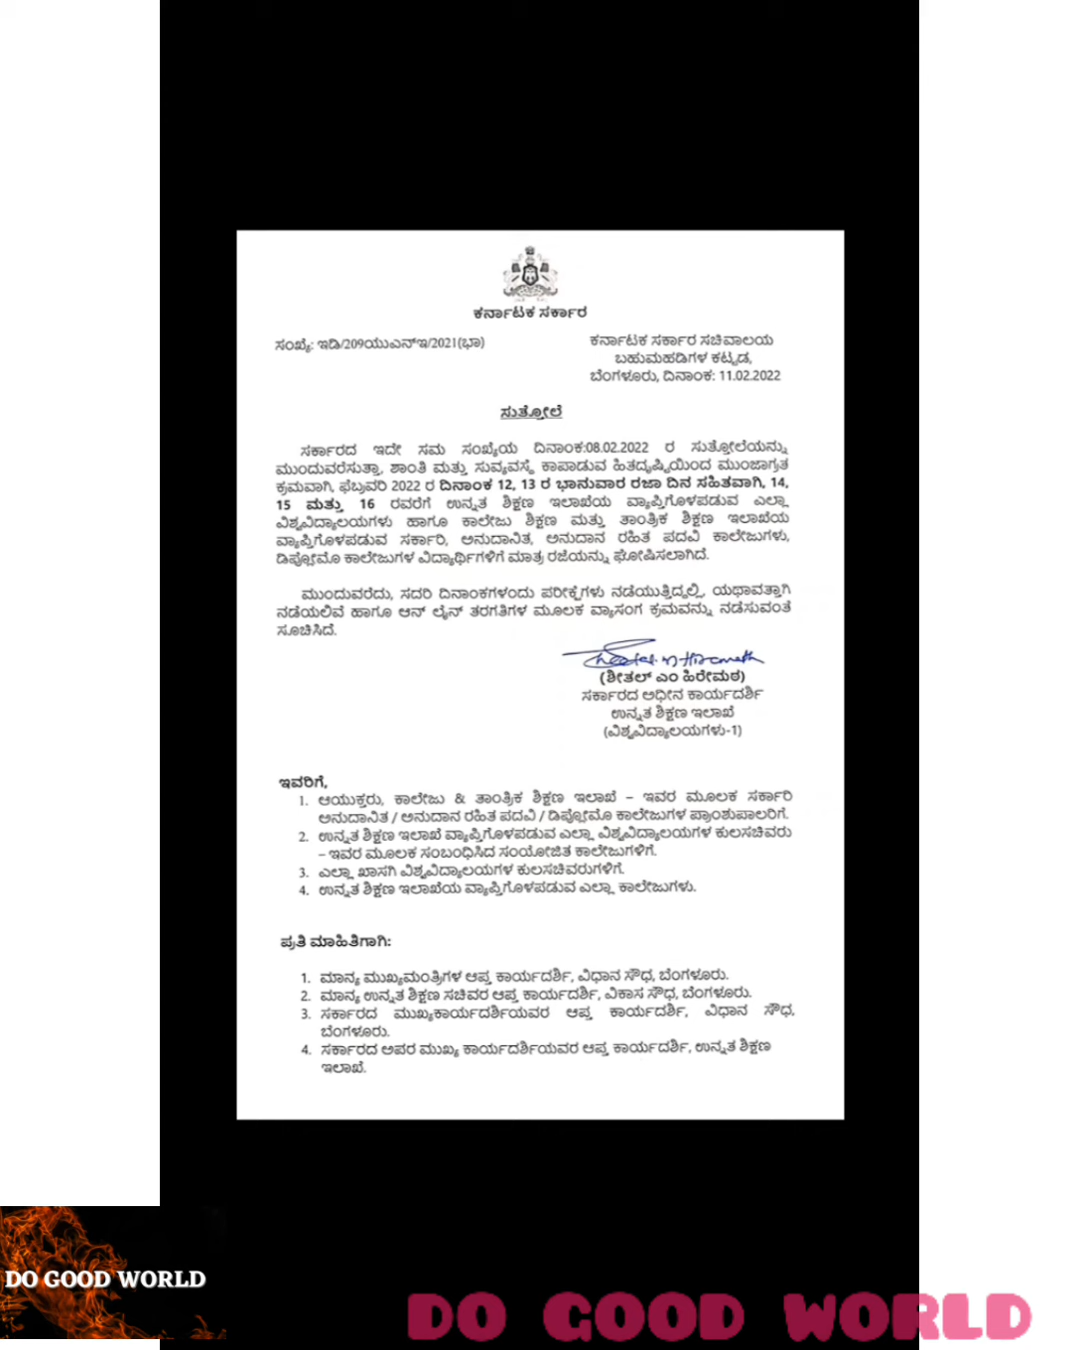 ಕರ್ನಾಟಕ ಸರ್ಕಾರ
ಸಂಖ್ಯೆ: ಇಡಿ/209ಯುಎನ್ಇ/2021(ಭಾ)
ಕರ್ನಾಟಕ ಸರ್ಕಾರ ಸಚಿವಾಲಯ
ಬಹುಮಹಡಿಗಳ ಕಟ್ಟಡ,
ಬೆಂಗಳೂರು, ದಿನಾಂಕ: 11.02.2022
ಸುತ್ತೋಲೆ
ಸರ್ಕಾರದ ಇದೇ ಸಮ ಸಂಖ್ಯೆಯ ದಿನಾಂಕ:08.02.2022 ರ ಸುತ್ತೋಲೆಯನ್ನು
ಮುಂದುವರೆಸುತ್ತಾ, ಶಾಂತಿ ಮತ್ತು ಸುವ್ಯವಸ್ಥೆ ಕಾಪಾಡುವ ಹಿತದೃಷ್ಟಿಯಿಂದ ಮುಂಜಾಗ್ರತ
ಕ್ರಮವಾಗಿ, ಫೆಬ್ರವರಿ 2022 ರ ದಿನಾಂಕ 12, 13 ರ ಭಾನುವಾರ ರಜಾ ದಿನ ಸಹಿತವಾಗಿ, 14,
15 ಮತ್ತು 16 ರವರೆಗೆ ಉನ್ನತ ಶಿಕ್ಷಣ ಇಲಾಖೆಯ ವ್ಯಾಪ್ತಿಗೊಳಪಡುವ ಎಲ್ಲಾ
ವಿಶ್ವವಿದ್ಯಾಲಯಗಳು ಹಾಗೂ ಕಾಲೇಜು ಶಿಕ್ಷಣ ಮತ್ತು ತಾಂತ್ರಿಕ ಶಿಕ್ಷಣ ಇಲಾಖೆಯ
ವ್ಯಾಪ್ತಿಗೊಳಪಡುವ ಸರ್ಕಾರಿ, ಅನುದಾನಿತ, ಅನುದಾನ ರಹಿತ ಪದವಿ ಕಾಲೇಜುಗಳು,
ಡಿಪ್ಲೋಮೊ ಕಾಲೇಜುಗಳ ವಿದ್ಯಾರ್ಥಿಗಳಿಗೆ ಮಾತ್ರ ರಜೆಯನ್ನು ಘೋಷಿಸಲಾಗಿದೆ.
ಮುಂದುವರೆದು, ಸದರಿ ದಿನಾಂಕಗಳಂದು ಪರೀಕ್ಷೆಗಳು ನಡೆಯುತ್ತಿದ್ದಲ್ಲಿ, ಯಥಾವತ್ತಾಗಿ
ನಡೆಯಲಿವೆ ಹಾಗೂ ಆನ್ ಲೈನ್ ತರಗತಿಗಳ ಮೂಲಕ ವ್ಯಾಸಂಗ ಕ್ರಮವನ್ನು ನಡೆಸುವಂತೆ
ಸೂಚಿಸಿದೆ.
(ಶೀತಲ್ ಎಂ ಹಿರೇಮಠ)
ಸರ್ಕಾರದ ಅಧೀನ ಕಾರ್ಯದರ್ಶಿ
ಉನ್ನತ ಶಿಕ್ಷಣ ಇಲಾಖೆ
(ವಿಶ್ವವಿದ್ಯಾಲಯಗಳು-1)
ಇವರಿಗೆ,
1. ಆಯುಕ್ತರು, ಕಾಲೇಜು & ತಾಂತ್ರಿಕ ಶಿಕ್ಷಣ ಇಲಾಖೆ – ಇವರ ಮೂಲಕ ಸರ್ಕಾರಿ
ಅನುದಾನಿತ / ಅನುದಾನ ರಹಿತ ಪದವಿ / ಡಿಪ್ಲೋಮೊ ಕಾಲೇಜುಗಳ ಪ್ರಾಂಶುಪಾಲರಿಗೆ.
2. ಉನ್ನತ ಶಿಕ್ಷಣ ಇಲಾಖೆ ವ್ಯಾಪ್ತಿಗೊಳಪಡುವ ಎಲ್ಲಾ ವಿಶ್ವವಿದ್ಯಾಲಯಗಳ ಕುಲಸಚಿವರು
– ಇವರ ಮೂಲಕ ಸಂಬಂಧಿಸಿದ ಸಂಯೋಜಿತ ಕಾಲೇಜುಗಳಿಗೆ.
3. ಎಲ್ಲಾ ಖಾಸಗಿ ವಿಶ್ವವಿದ್ಯಾಲಯಗಳ ಕುಲಸಚಿವರುಗಳಿಗೆ.
4. ಉನ್ನತ ಶಿಕ್ಷಣ ಇಲಾಖೆಯ ವ್ಯಾಪ್ತಿಗೊಳಪಡುವ ಎಲ್ಲಾ ಕಾಲೇಜುಗಳು.
ಪ್ರತಿ ಮಾಹಿತಿಗಾಗಿ:
1. ಮಾನ್ಯ ಮುಖ್ಯಮಂತ್ರಿಗಳ ಆಪ್ತ ಕಾರ್ಯದರ್ಶಿ, ವಿಧಾನ ಸೌಧ, ಬೆಂಗಳೂರು.
2. ಮಾನ್ಯ ಉನ್ನತ ಶಿಕ್ಷಣ ಸಚಿವರ ಆಪ್ತ ಕಾರ್ಯದರ್ಶಿ, ವಿಕಾಸ ಸೌಧ, ಬೆಂಗಳೂರು.
3. ಸರ್ಕಾರದ ಮುಖ್ಯಕಾರ್ಯದರ್ಶಿಯವರ ಆಪ್ತ ಕಾರ್ಯದರ್ಶಿ, ವಿಧಾನ ಸೌಧ,
ಬೆಂಗಳೂರು.
4. ಸರ್ಕಾರದ ಅಪರ ಮುಖ್ಯ ಕಾರ್ಯದರ್ಶಿಯವರ ಆಪ್ತ ಕಾರ್ಯದರ್ಶಿ, ಉನ್ನತ ಶಿಕ್ಷಣ
ಇಲಾಖೆ.
DO GOOD WORLD
DO GOOD WORLD